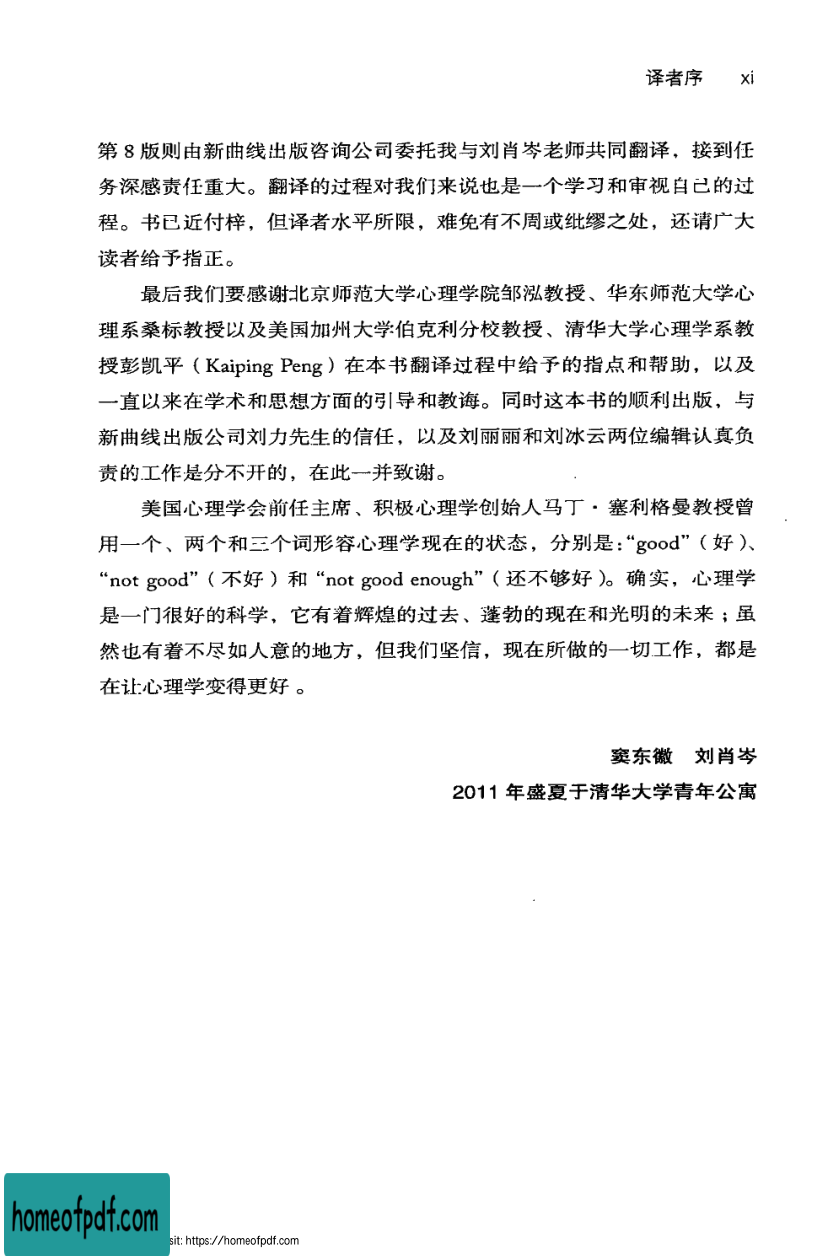 译者序 xi
第 8 版则由新曲线出版咨询公司委托我与刘肖岑老师共同翻译，接到任
务深感责任重大。翻译的过程对我们来说也是一个学习和审视自己的过
程。书已近付梓，但译者水平所限，难免有不周或纰缪之处，还请广大
读者给予指正。
最后我们要感谢北京师范大学心理学院邹泓教授、华东师范大学心
理系桑标教授以及美国加州大学伯克利分校教授、清华大学心理学系教
授彭凯平（Kaiping Peng）在本书翻译过程中给予的指点和帮助，以及
一直以来在学术和思想方面的引导和教诲。同时这本书的顺利出版，与
新曲线出版公司刘力先生的信任，以及刘丽丽和刘冰云两位编辑认真负
责的工作是分不开的，在此一并致谢。
美国心理学会前任主席、积极心理学创始人马丁·塞利格曼教授曾
用一个、两个和三个词形容心理学现在的状态，分别是：“good”（好）、
“not good”（不好）和 “not good enough”（还不够好）。确实，心理学
是一门很好的科学，它有着辉煌的过去、蓬勃的现在和光明的未来；虽
然也有着不尽如人意的地方，但我们坚信，现在所做的一切工作，都是
在让心理学变得更好。
窦东徽 刘肖岑
2011 年盛夏于清华大学青年公寓
homeofpdf.com
sit: https://homeofpdf.com